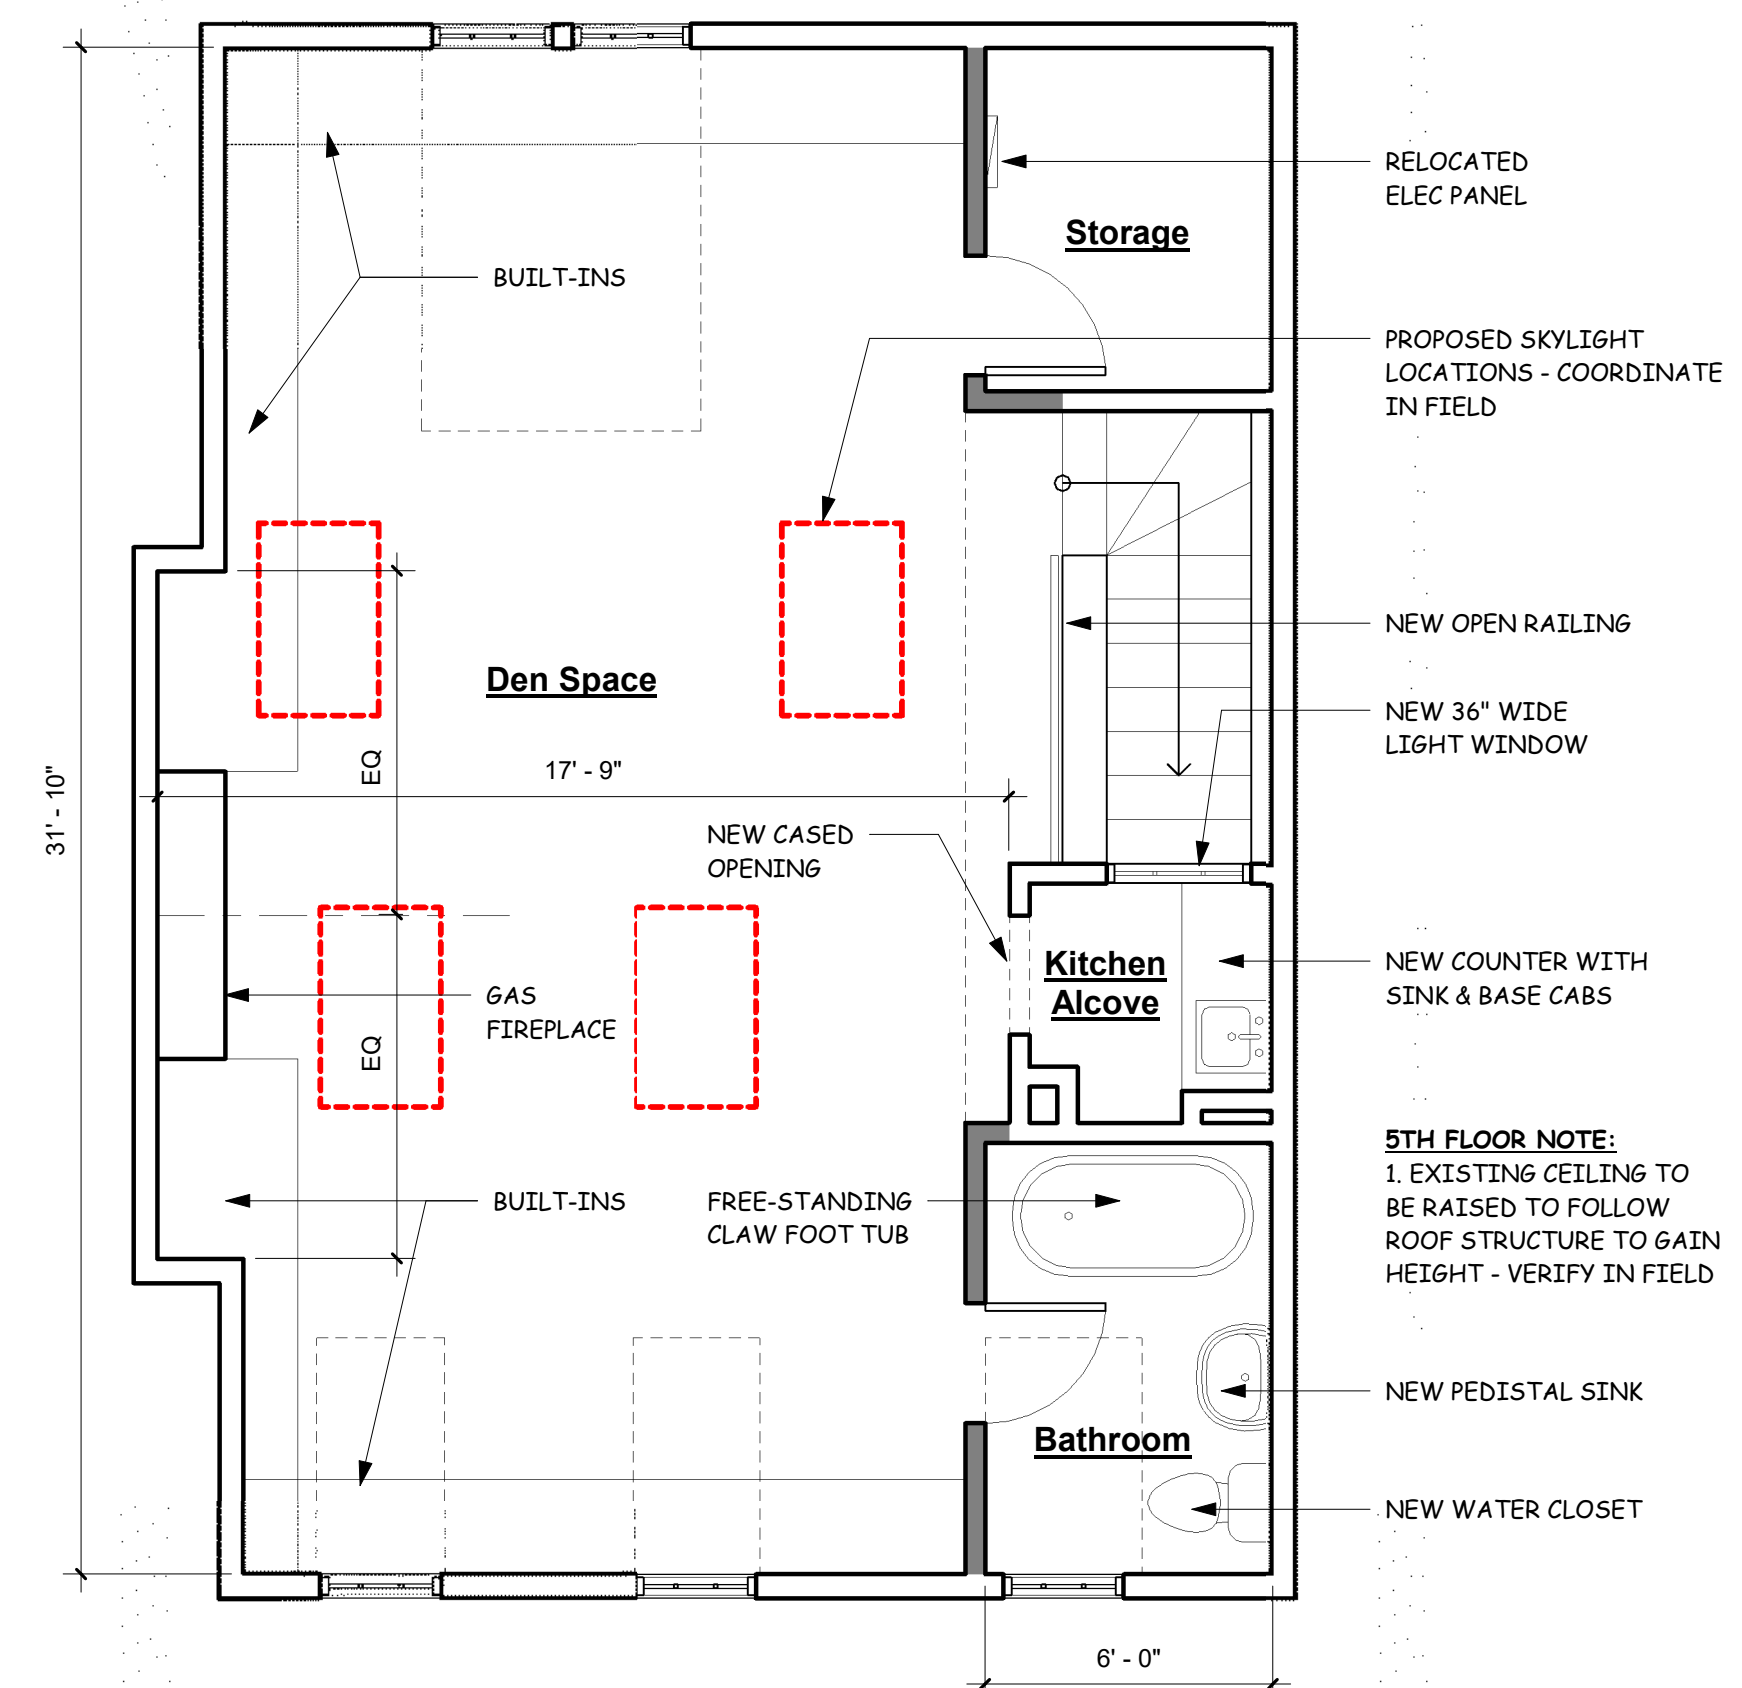 RELOCATED
ELEC PANEL
Storage
BUILT-INS
PROPOSED SKYLIGHT
LOCATIONS - COORDINATE
IN FIELD
NEW OPEN RAILING
Den Space
NEW 36" WIDE
LIGHT WINDOW
EQ
17' - 9"
31' - 10"
NEW CASED
OPENING
Kitchen
Alcove
NEW COUNTER WITH
SINK & BASE CABS
GAS
FIREPLACE
EQ
5TH FLOOR NOTE:
1. EXISTING CEILING TO
BE RAISED TO FOLLOW
ROOF STRUCTURE TO GAIN
HEIGHT - VERIFY IN FIELD
BUILT-INS
FREE-STANDING
CLAW FOOT TUB
NEW PEDISTAL SINK
Bathroom
NEW WATER CLOSET
6' - 0"